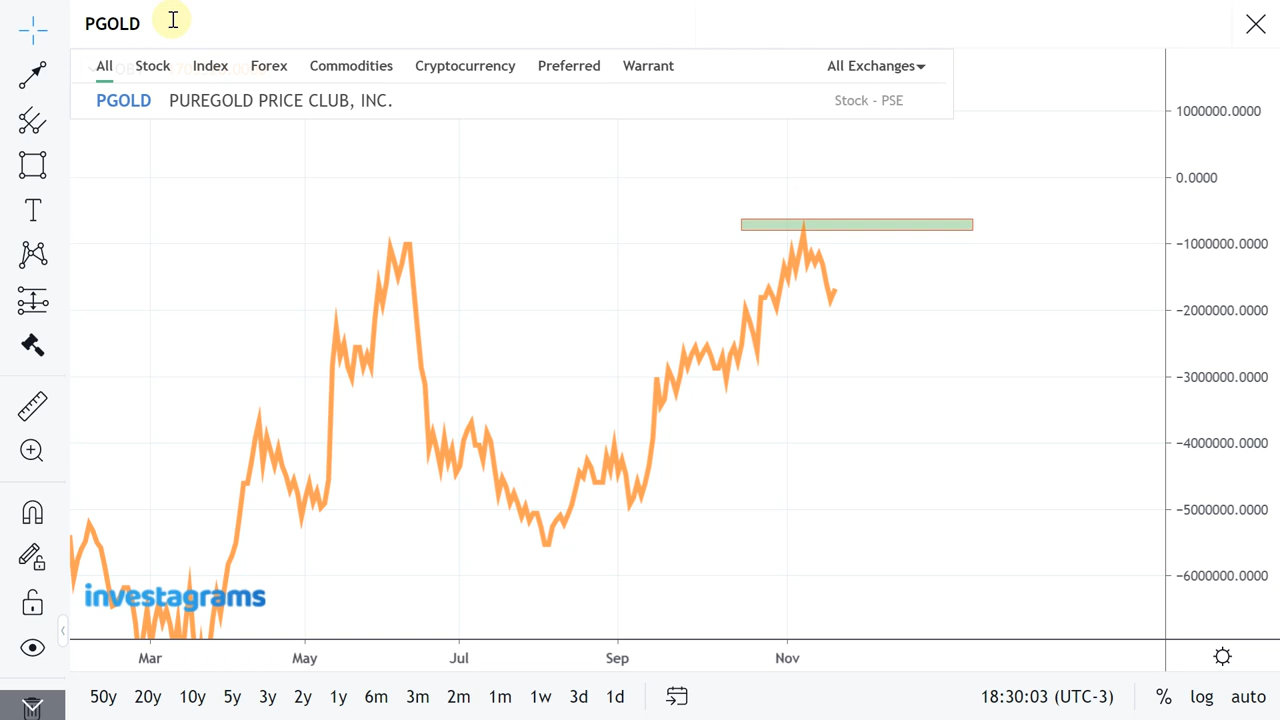 PGOLD
All Stock Index Forex Commodities Cryptocurrency Preferred Warrant All Exchanges
PGOLD PUREGOLD PRICE CLUB, INC. Stock - PSE
1000000.0000
0.0000
−1000000.0000
−2000000.0000
−3000000.0000
−4000000.0000
−5000000.0000
−6000000.0000
investagrams
Mar May Jul Sep Nov
50y 20y 10y 5y 3y 2y 1y 6m 3m 2m 1m 1w 3d 1d 18:30:03 (UTC-3) % log auto